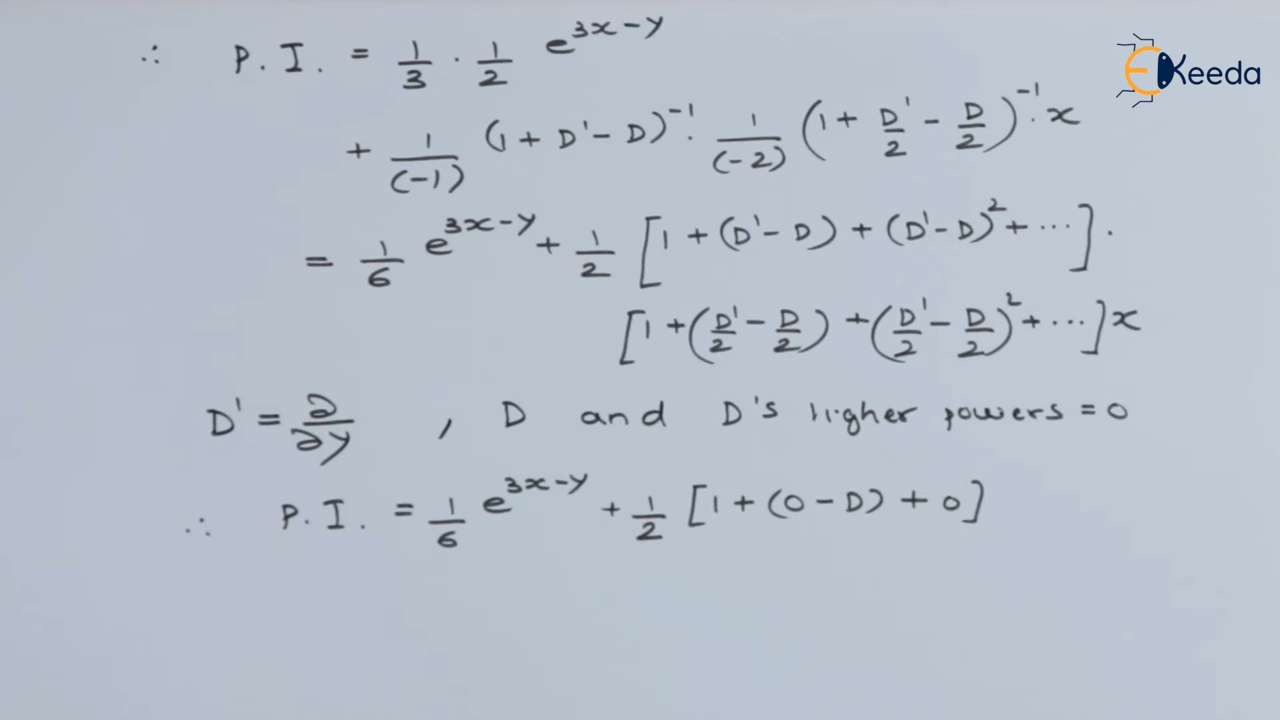 ∴ P.I. = 1/3 · 1/2 e^(3x-y)
EKeeda
+ 1/(-1) (1 + D' - D)^-1 · 1/(-2) (1 + D'/2 - D/2)^-1 · x
= 1/6 e^(3x-y) + 1/2 [1 + (D' - D) + (D' - D)^2 + ...] .
[1 + (D'/2 - D/2) + (D'/2 - D/2)^2 + ...] x
D' = ∂/∂y , D and D's higher powers = 0
∴ P.I. = 1/6 e^(3x-y) + 1/2 [1 + (0 - D) + 0]